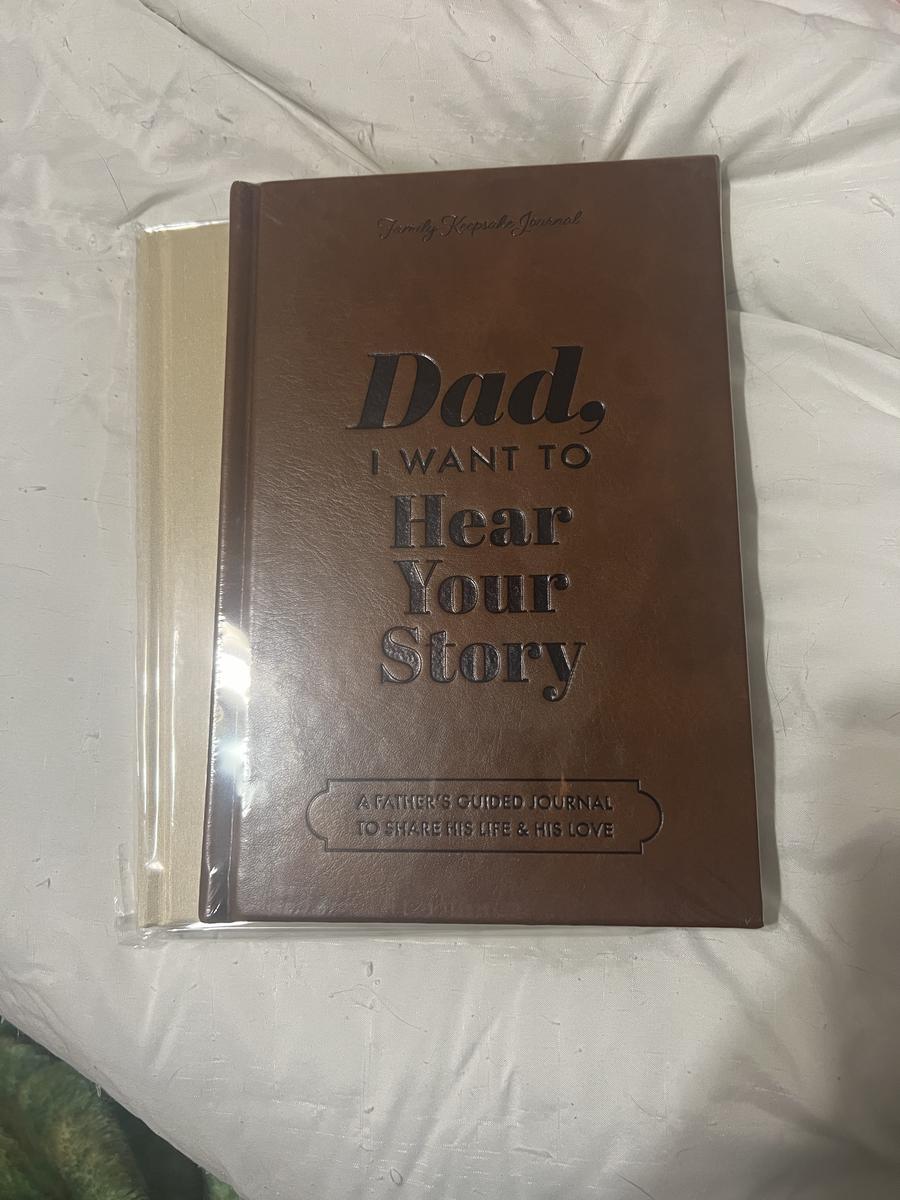 Family Keepsake Journal
Dad,
I WANT TO
Hear
Your
Story
A FATHER'S GUIDED JOURNAL
TO SHARE HIS LIFE & HIS LOVE